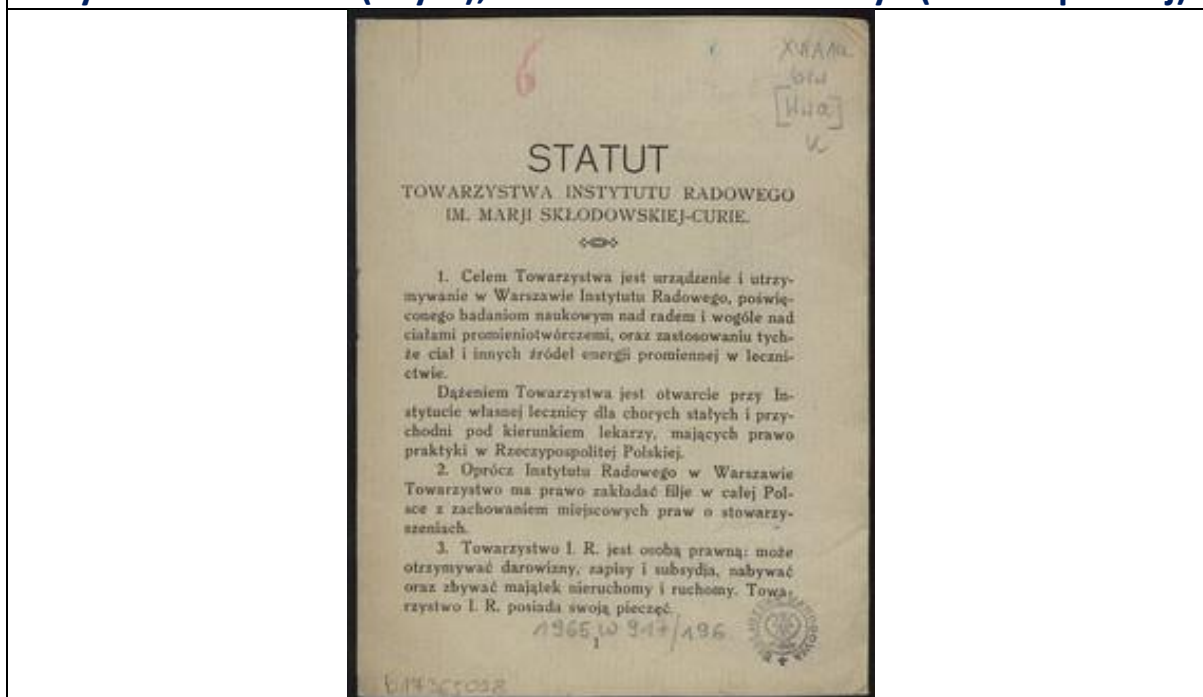 6
STATUT
TOWARZYSTWA INSTYTUTU RADOWEGO
IM. MARJI SKŁODOWSKIEJ-CURIE.
1. Celem Towarzystwa jest urządzenie i utrzy-
mywanie w Warszawie Instytutu Radowego, poświę-
conego badaniom naukowym nad radem i wogóle nad
ciałami promieniotwórczemi, oraz zastosowaniu tych-
że ciał i innych źródeł energji promiennej w leczni-
ctwie.
Dążeniem Towarzystwa jest otwarcie przy In-
stytucie własnej lecznicy dla chorych stałych i przy-
chodni pod kierunkiem lekarzy, mających prawo
praktyki w Rzeczypospolitej Polskiej.
2. Oprócz Instytutu Radowego w Warszawie
Towarzystwo ma prawo zakładać filje w całej Pol-
sce z zachowaniem miejscowych praw o stowarzy-
szeniach.
3. Towarzystwo I. R. jest osobą prawną: może
otrzymywać darowizny, zapisy i subsydja, nabywać
oraz zbywać majątek nieruchomy i ruchomy. Towa-
rzystwo I. R. posiada swoją pieczęć.
1965 W 917/196
1